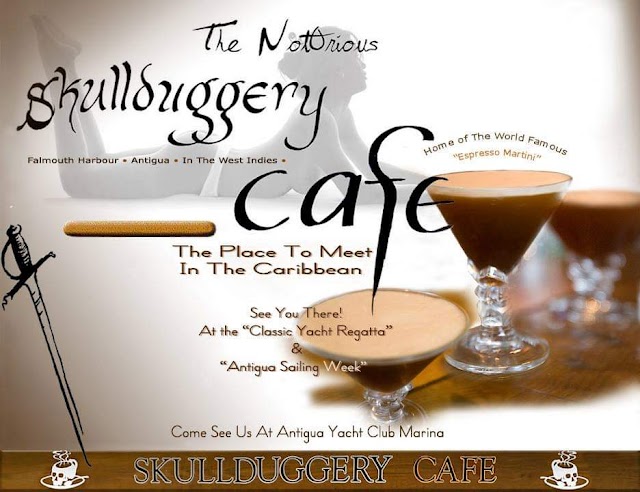 The Notorious
Skullduggery
Home of The World Famous
"Espresso Martini"
Falmouth Harbour • Antigua • In The West Indies •
cafe
The Place To Meet
In The Caribbean
See You There!
At the "Classic Yacht Regatta"
&
"Antigua Sailing Week"
Come See Us At Antigua Yacht Club Marina
SKULLDUGGERY CAFE